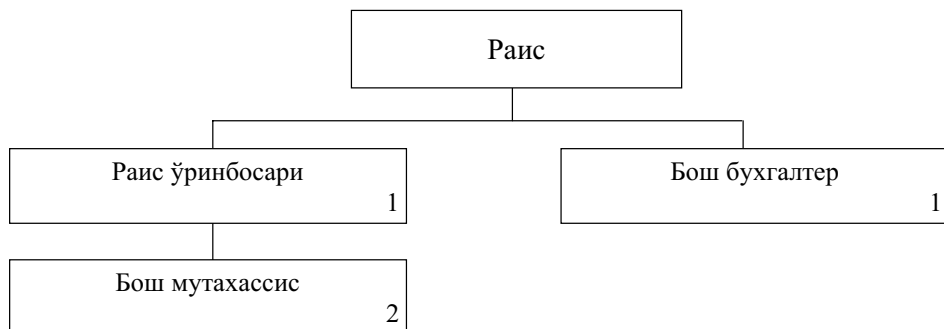 Раис
Раис ўринбосари
1
Бош бухгалтер
1
Бош мутахассис
2